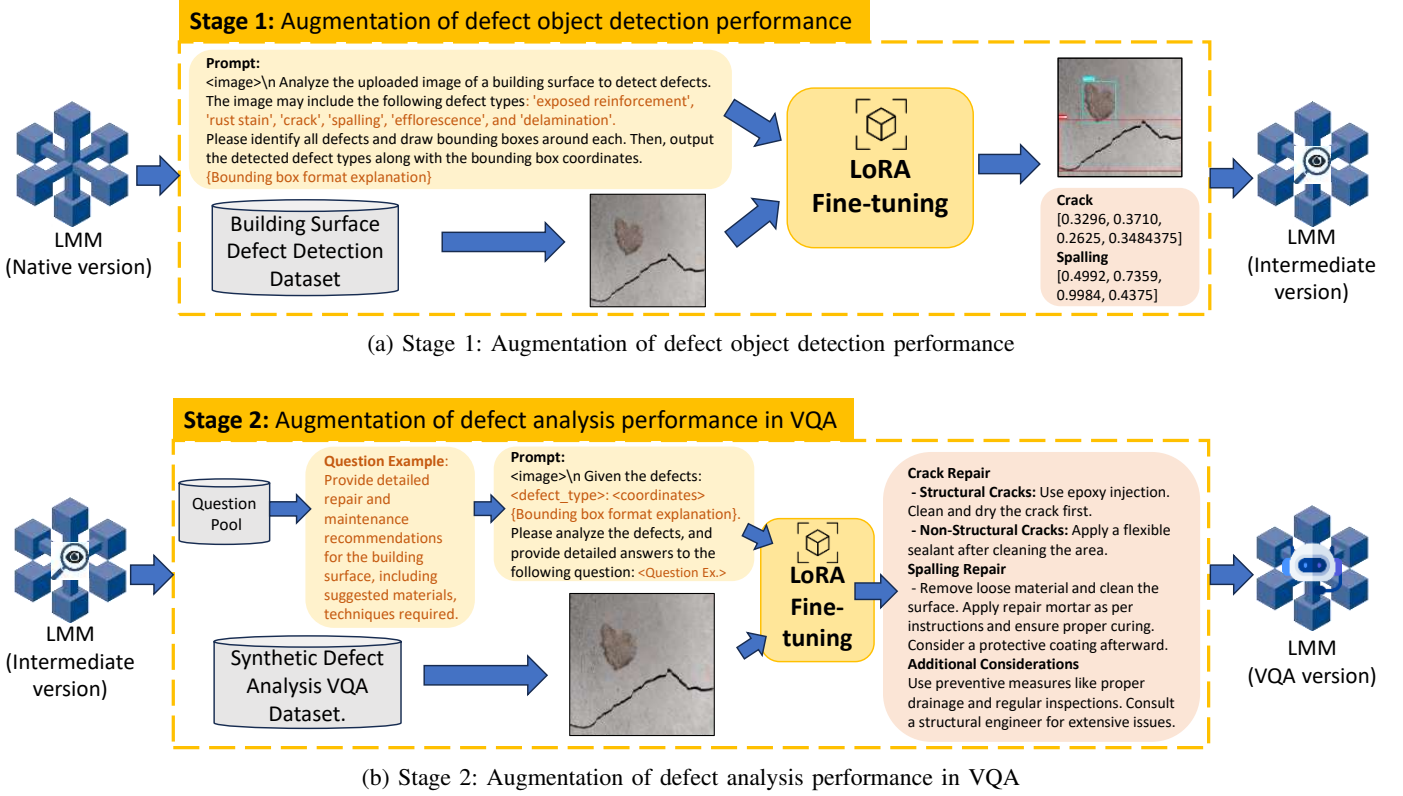 Stage 1: Augmentation of defect object detection performance
Prompt:
<image>\n Analyze the uploaded image of a building surface to detect defects.
The image may include the following defect types: 'exposed reinforcement',
'rust stain', 'crack', 'spalling', 'efflorescence', and 'delamination'.
Please identify all defects and draw bounding boxes around each. Then, output
the detected defect types along with the bounding box coordinates.
{Bounding box format explanation}
LMM
(Native version)
Building Surface
Defect Detection
Dataset
LoRA
Fine-tuning
Crack
[0.3296, 0.3710,
0.2625, 0.3484375]
Spalling
[0.4992, 0.7359,
0.9984, 0.4375]
LMM
(Intermediate
version)
(a) Stage 1: Augmentation of defect object detection performance
Stage 2: Augmentation of defect analysis performance in VQA
LMM
(Intermediate
version)
Question
Pool
Question Example:
Provide detailed
repair and
maintenance
recommendations
for the building
surface, including
suggested materials,
techniques required.
Prompt:
<image>\n Given the defects:
<defect_type>: <coordinates>
{Bounding box format explanation}.
Please analyze the defects, and
provide detailed answers to the
following question: <Question Ex.>
Synthetic Defect
Analysis VQA
Dataset.
LoRA
Fine-
tuning
Crack Repair
- Structural Cracks: Use epoxy injection.
Clean and dry the crack first.
- Non-Structural Cracks: Apply a flexible
sealant after cleaning the area.
Spalling Repair
- Remove loose material and clean the
surface. Apply repair mortar as per
instructions and ensure proper curing.
Consider a protective coating afterward.
Additional Considerations
Use preventive measures like proper
drainage and regular inspections. Consult
a structural engineer for extensive issues.
LMM
(VQA version)
(b) Stage 2: Augmentation of defect analysis performance in VQA